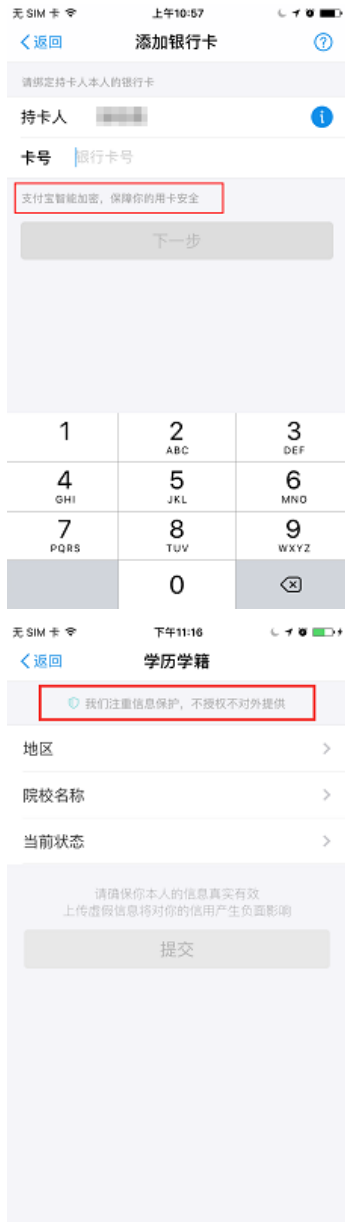 无 SIM 卡 上午10:57
返回 添加银行卡
请绑定持卡人本人的银行卡
持卡人
卡号 银行卡号
支付宝智能加密，保障你的用卡安全
下一步
1 2 3
ABC DEF
4 5 6
GHI JKL MNO
7 8 9
PQRS TUV WXYZ
0
无 SIM 卡 下午11:16
返回 学历学籍
我们注重信息保护，不授权不对外提供
地区
院校名称
当前状态
请确保你本人的信息真实有效
上传虚假信息将对你的信用产生负面影响
提交